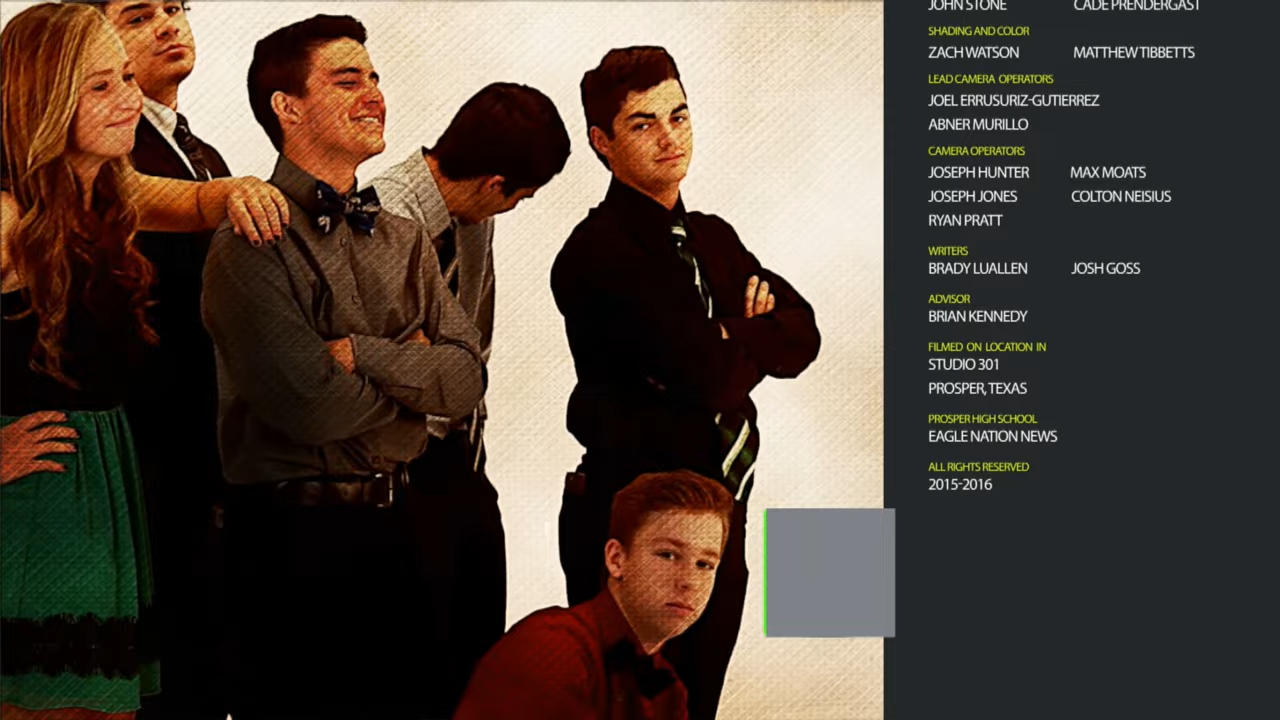 JOHN STONE CADE PRENDERGAST
SHADING AND COLOR
ZACH WATSON MATTHEW TIBBETTS
LEAD CAMERA OPERATORS
JOEL ERRUSURIZ-GUTIERREZ
ABNER MURILLO
CAMERA OPERATORS
JOSEPH HUNTER MAX MOATS
JOSEPH JONES COLTON NEISIUS
RYAN PRATT
WRITERS
BRADY LUALLEN JOSH GOSS
ADVISOR
BRIAN KENNEDY
FILMED ON LOCATION IN
STUDIO 301
PROSPER, TEXAS
PROSPER HIGH SCHOOL
EAGLE NATION NEWS
ALL RIGHTS RESERVED
2015-2016